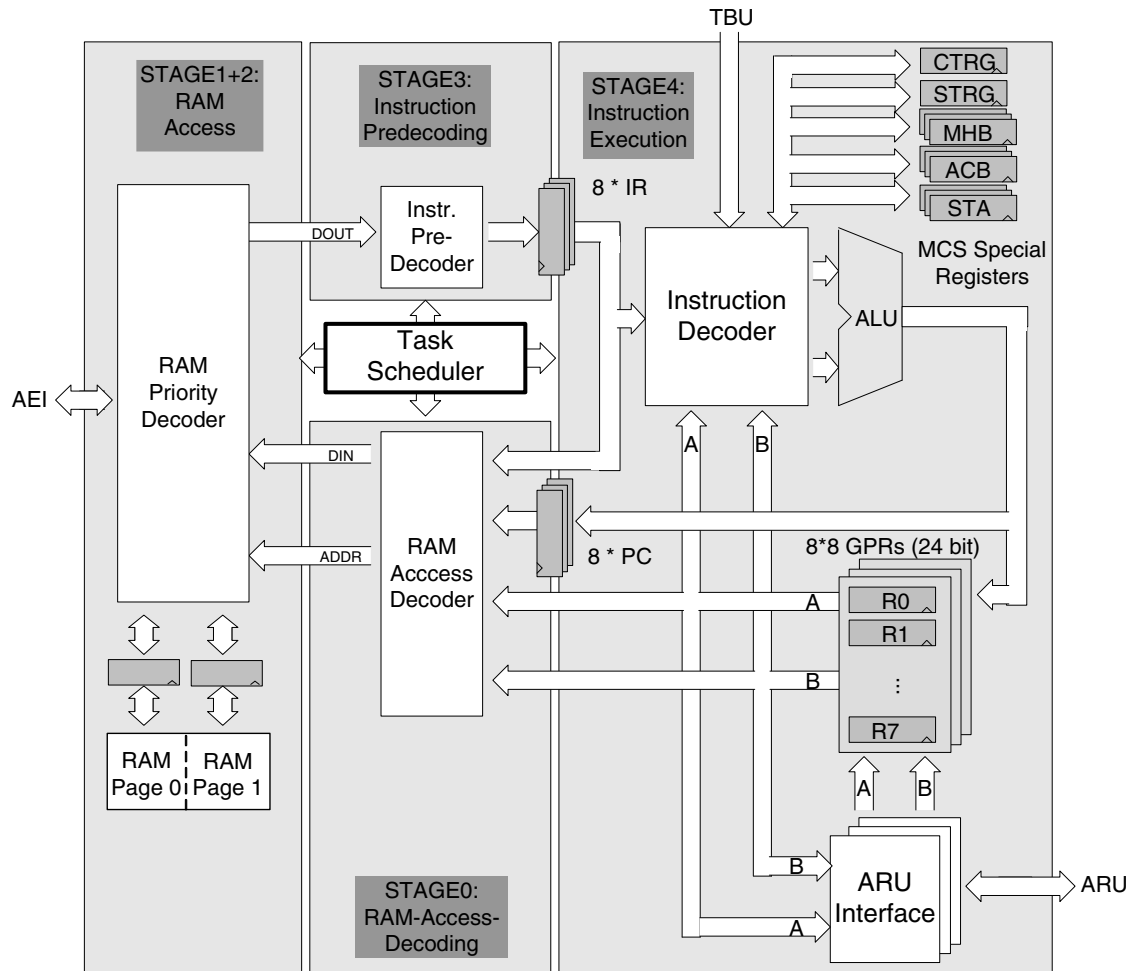 TBU
STAGE1+2:
RAM
Access
STAGE3:
Instruction
Predecoding
STAGE4:
Instruction
Execution
CTRG
STRG
MHB
ACB
STA
MCS Special
Registers
8 * IR
DOUT
Instr.
Pre-
Decoder
Instruction
Decoder
ALU
Task
Scheduler
AEI
RAM
Priority
Decoder
A
B
DIN
ADDR
RAM
Acccess
Decoder
8 * PC
8*8 GPRs (24 bit)
A
R0
R1
...
B
R7
RAM
Page 0
RAM
Page 1
A
B
B
A
ARU
Interface
ARU
STAGE0:
RAM-Access-
Decoding